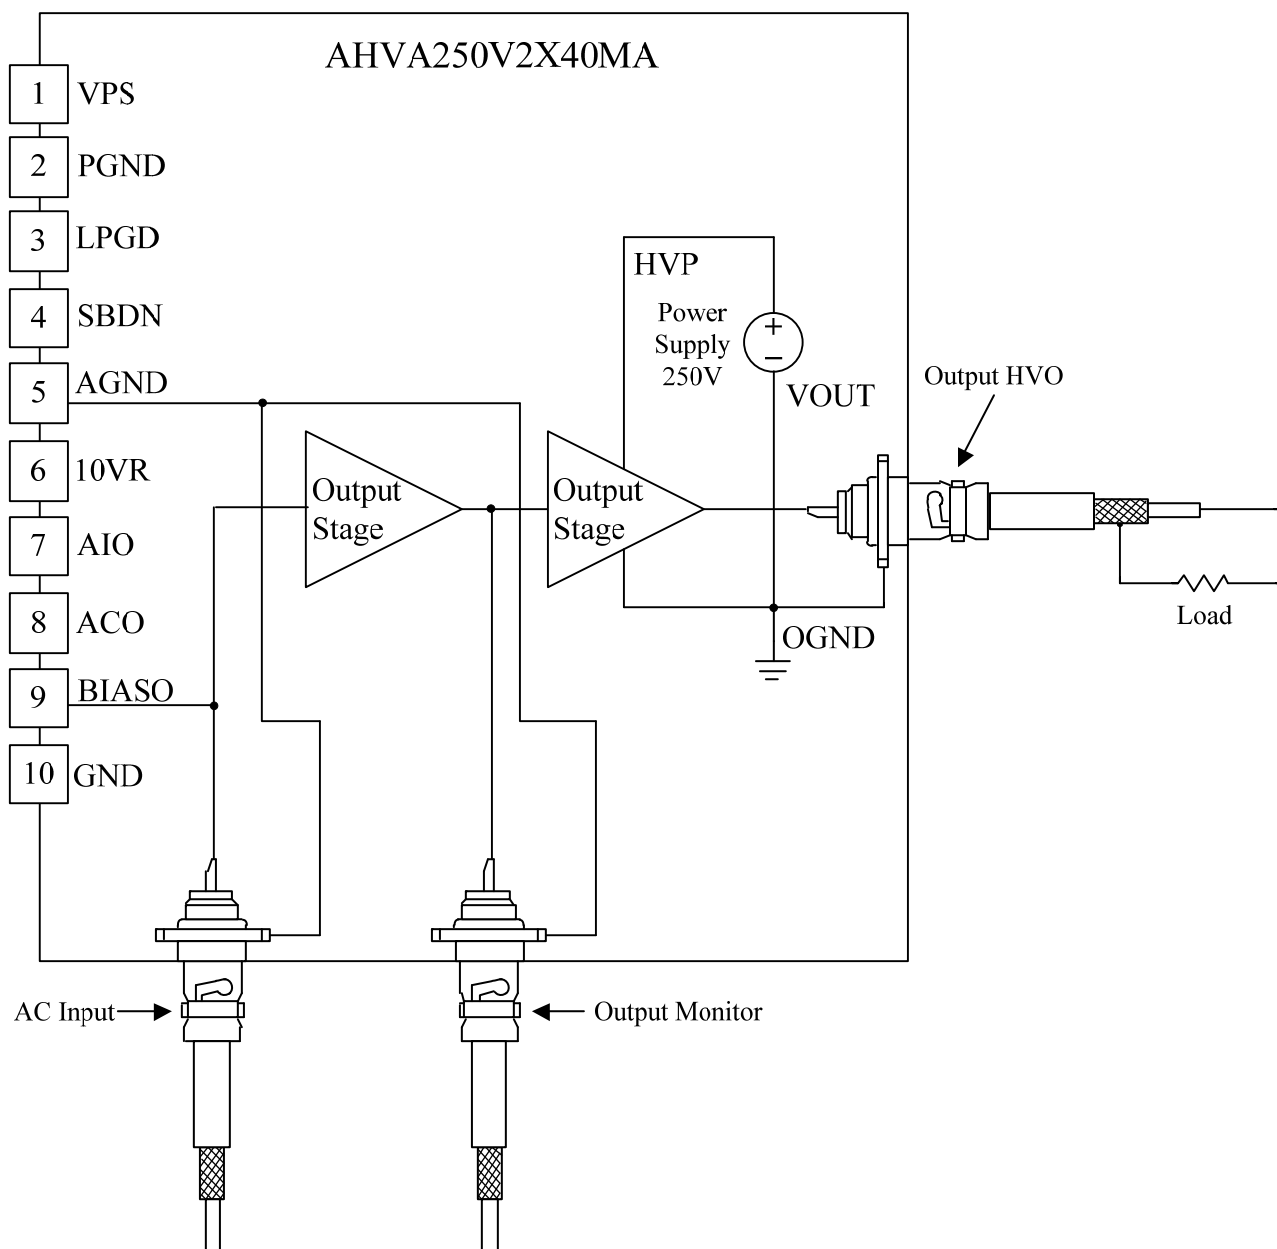 AHVA250V2X40MA
1 VPS
2 PGND
3 LPGD
4 SBDN
5 AGND
6 10VR
7 AIO
8 ACO
9 BIASO
10 GND
HVP
Power
Supply
250V
+
−
VOUT
Output HVO
Output
Stage
Output
Stage
OGND
Load
AC Input
Output Monitor